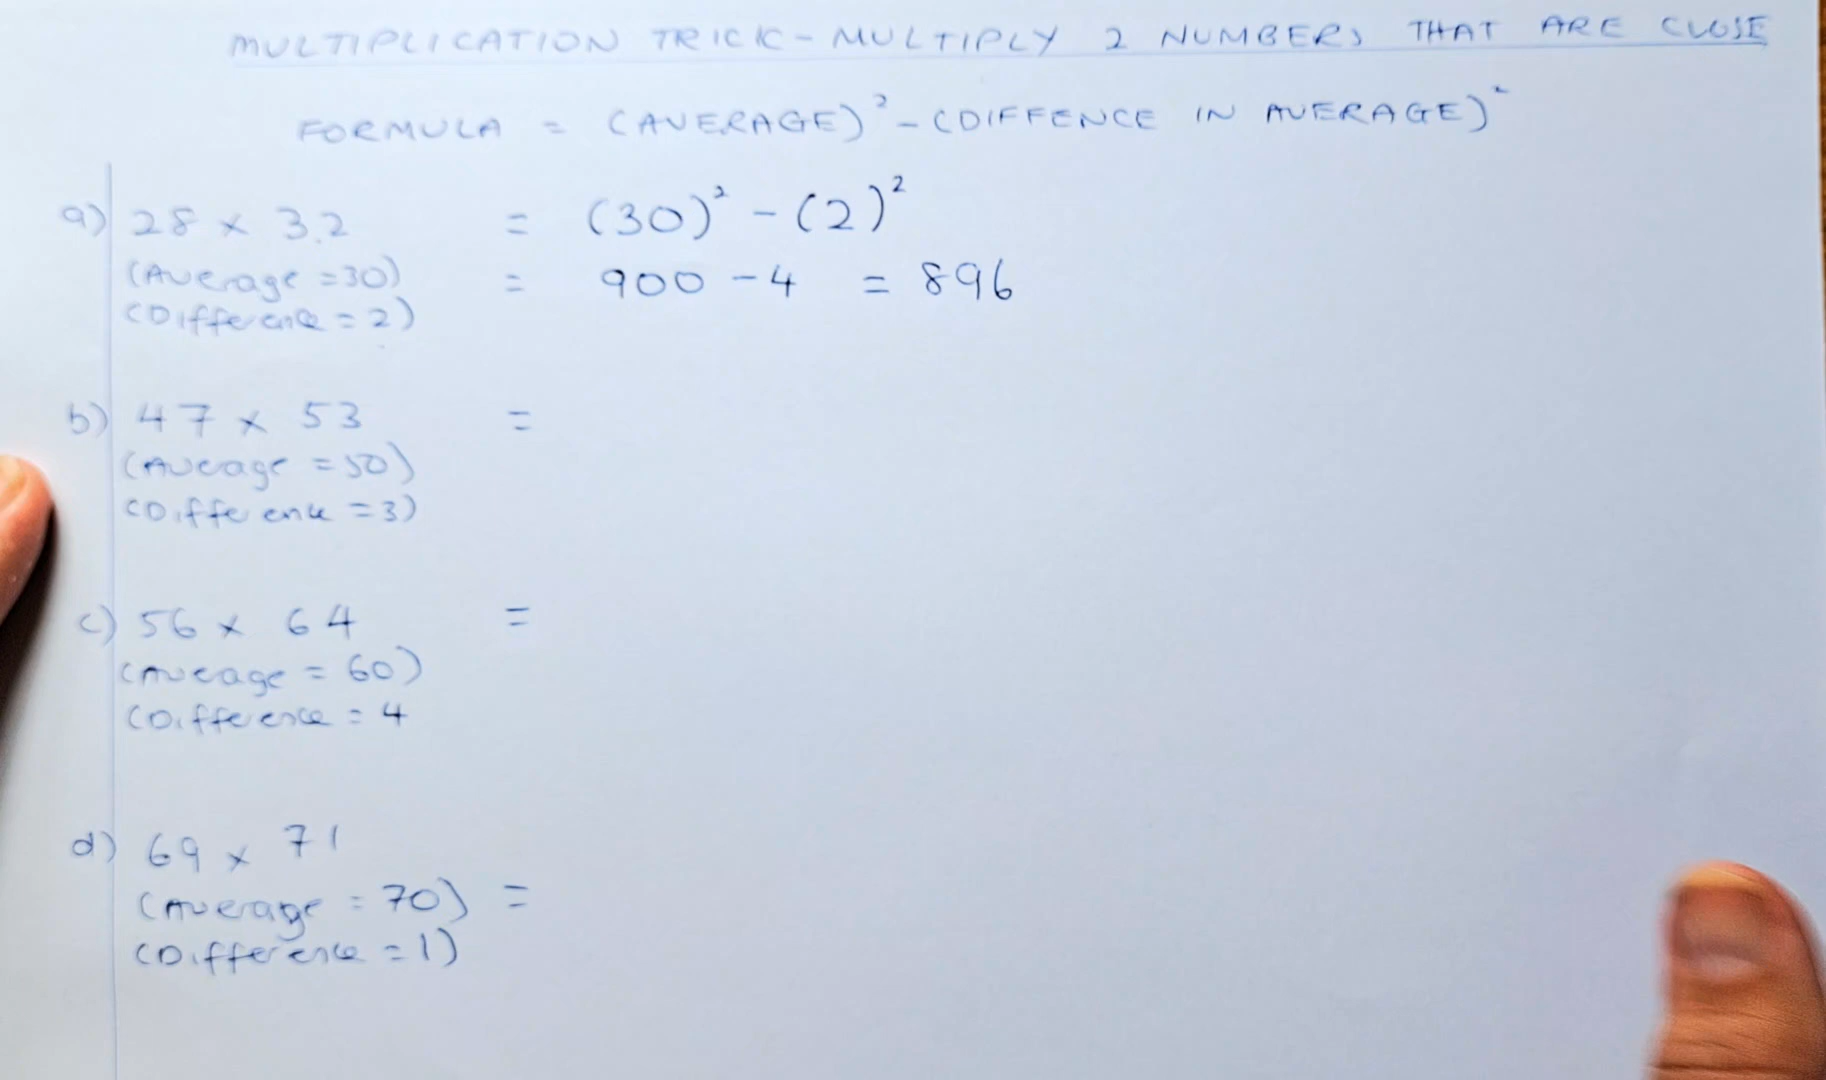 MULTIPLICATION TRICK - MULTIPLY 2 NUMBERS THAT ARE CLOSE
FORMULA = (AVERAGE)² - (DIFFENCE IN AVERAGE)²
a) 28 × 32 = (30)² - (2)²
(Average = 30) = 900 - 4 = 896
(Difference = 2)
b) 47 × 53 =
(Average = 50)
(Difference = 3)
c) 56 × 64 =
(Average = 60)
(Difference = 4
d) 69 × 71
(Average = 70) =
(Difference = 1)